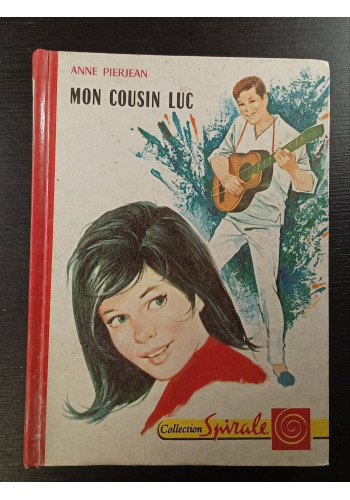 ANNE PIERJEAN
MON COUSIN LUC
Collection Spirale